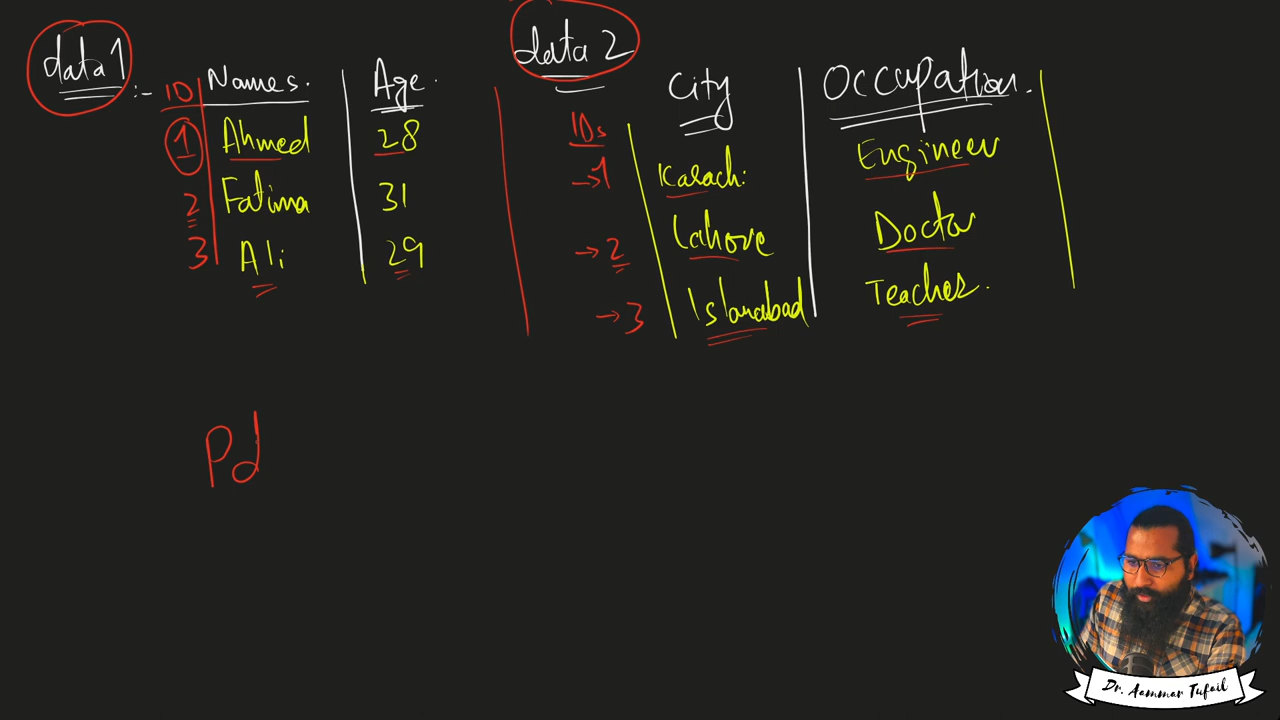 data1 :-
ID Names. Age.
1 Ahmed 28
2 Fatima 31
3 Ali 29
data 2
IDs City Occupation.
→1 Karachi Engineer
→2 Lahore Doctor
→3 Islamabad Teacher.
Pd
Dr. Aammar Tufail